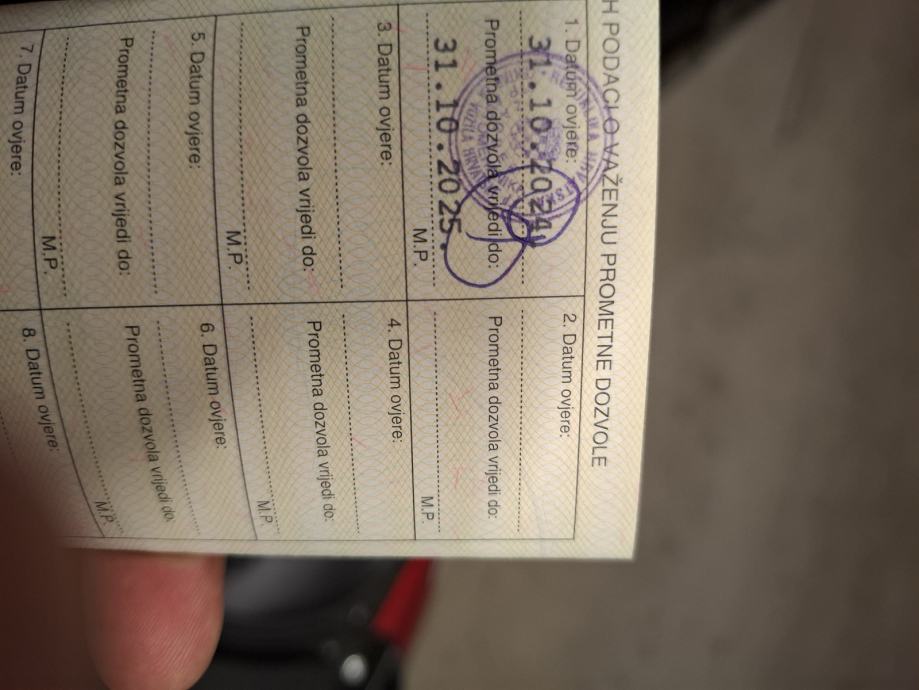 H PODACI O VAŽENJU PROMETNE DOZVOLE
1. Datum ovjere:
31.10.2024.
Prometna dozvola vrijedi do:
31.10.2025.
M.P.
2. Datum ovjere:
Prometna dozvola vrijedi do:
M.P.
3. Datum ovjere:
Prometna dozvola vrijedi do:
M.P.
4. Datum ovjere:
Prometna dozvola vrijedi do:
M.P.
5. Datum ovjere:
Prometna dozvola vrijedi do:
M.P.
6. Datum ovjere:
Prometna dozvola vrijedi do:
M.P.
7. Datum ovjere:
8. Datum ovjere: